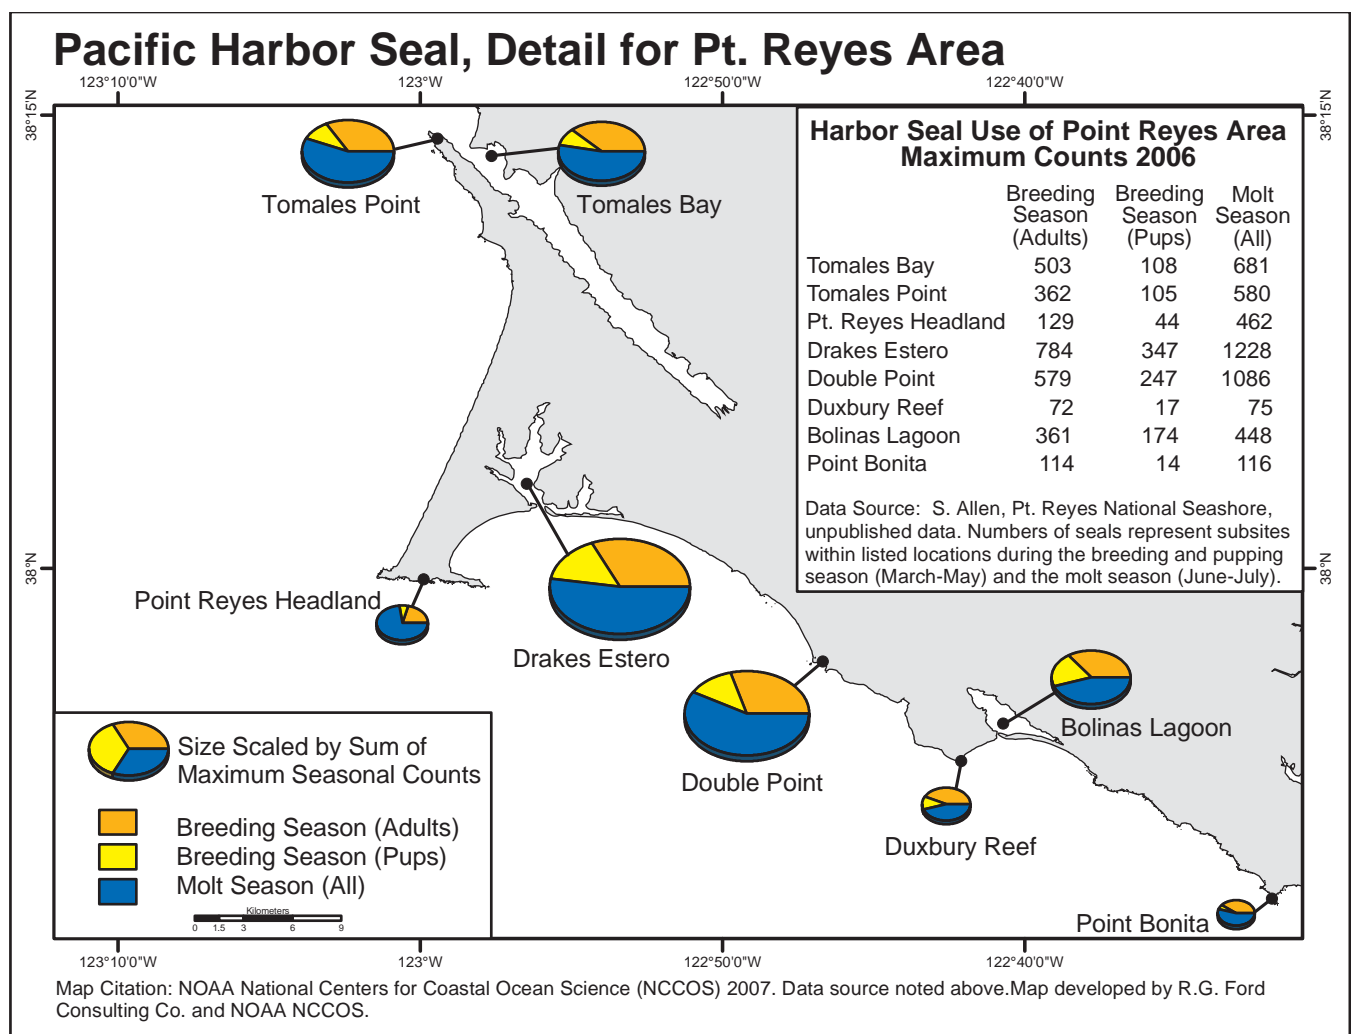 Pacific Harbor Seal, Detail for Pt. Reyes Area
123°10'0"W 123°W 122°50'0"W 122°40'0"W
38°15'N 38°15'N
Tomales Point
Tomales Bay
Harbor Seal Use of Point Reyes Area
Maximum Counts 2006
Breeding Season (Adults) Breeding Season (Pups) Molt Season (All)
Tomales Bay 503 108 681
Tomales Point 362 105 580
Pt. Reyes Headland 129 44 462
Drakes Estero 784 347 1228
Double Point 579 247 1086
Duxbury Reef 72 17 75
Bolinas Lagoon 361 174 448
Point Bonita 114 14 116
Data Source: S. Allen, Pt. Reyes National Seashore,
unpublished data. Numbers of seals represent subsites
within listed locations during the breeding and pupping
season (March-May) and the molt season (June-July).
38°N 38°N
Point Reyes Headland
Drakes Estero
Double Point
Bolinas Lagoon
Duxbury Reef
Point Bonita
Size Scaled by Sum of
Maximum Seasonal Counts
Breeding Season (Adults)
Breeding Season (Pups)
Molt Season (All)
Kilometers
0 1.5 3 6 9
123°10'0"W 123°W 122°50'0"W 122°40'0"W
Map Citation: NOAA National Centers for Coastal Ocean Science (NCCOS) 2007. Data source noted above.Map developed by R.G. Ford
Consulting Co. and NOAA NCCOS.